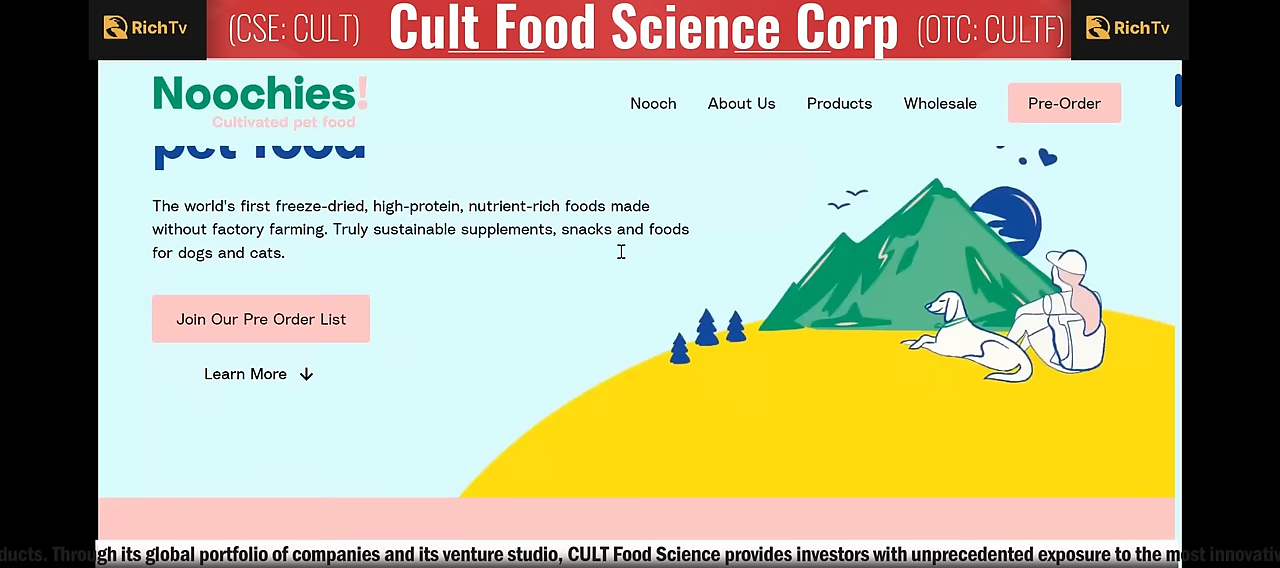 RichTv
(CSE: CULT)
Cult Food Science Corp
(OTC: CULTF)
RichTv
Noochies!
Cultivated pet food
Nooch
About Us
Products
Wholesale
Pre-Order
pet food
The world's first freeze-dried, high-protein, nutrient-rich foods made
without factory farming. Truly sustainable supplements, snacks and foods
for dogs and cats.
Join Our Pre Order List
Learn More ↓
ducts. Through its global portfolio of companies and its venture studio, CULT Food Science provides investors with unprecedented exposure to the most innovativ